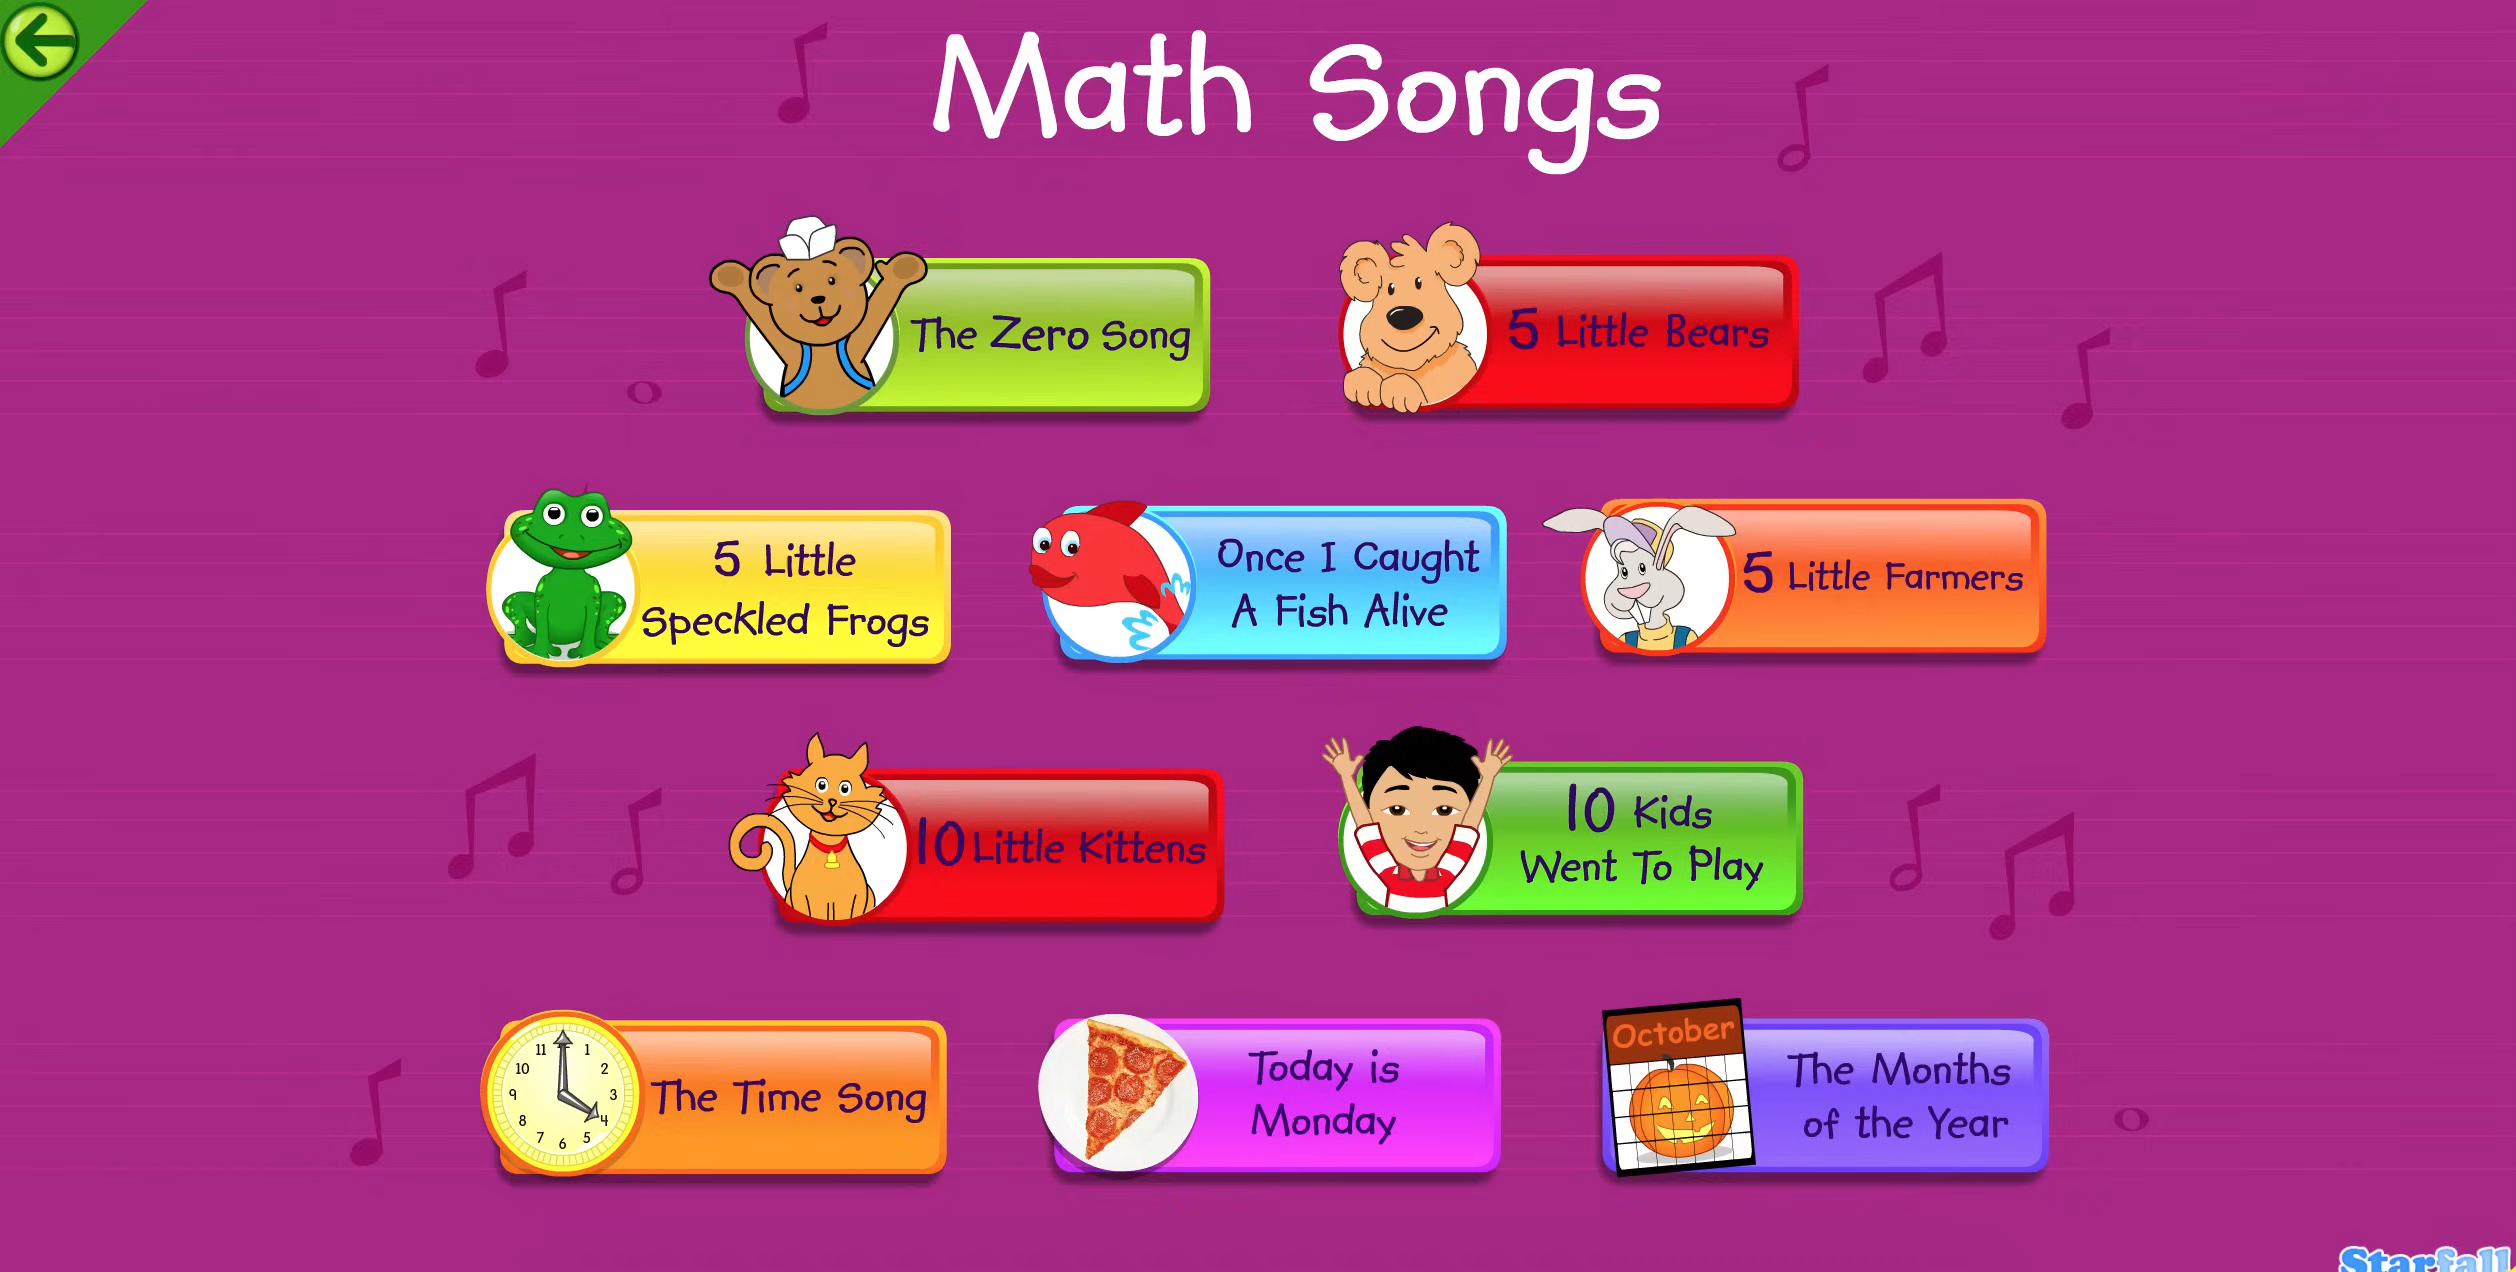 Math Songs
The Zero Song
5 Little Bears
5 Little
Speckled Frogs
Once I Caught
A Fish Alive
5 Little Farmers
10 Little Kittens
10 Kids
Went To Play
11 1
10 2
9 3
8 4
7 6 5
The Time Song
Today is
Monday
October
The Months
of the Year
Starfall